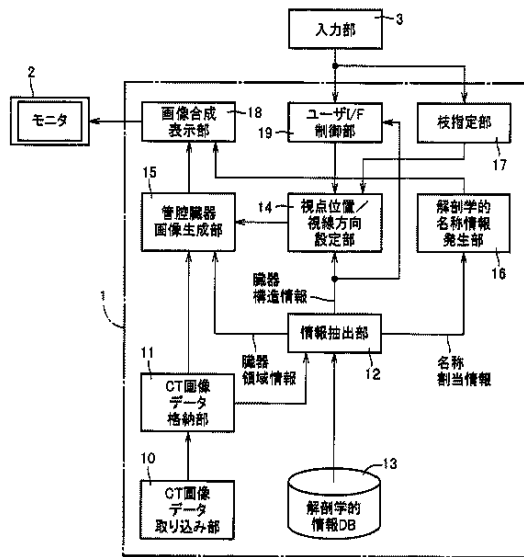 入力部
3
2
モニタ
画像合成
表示部
18
ユーザI/F
制御部
19
枝指定部
17
15
管腔臓器
画像生成部
14
視点位置／
視線方向
設定部
解剖学的
名称情報
発生部
16
臓器
構造情報
1
情報抽出部
12
臓器
領域情報
名称
割当情報
11
CT画像
データ
格納部
10
CT画像
データ
取り込み部
13
解剖学的
情報DB